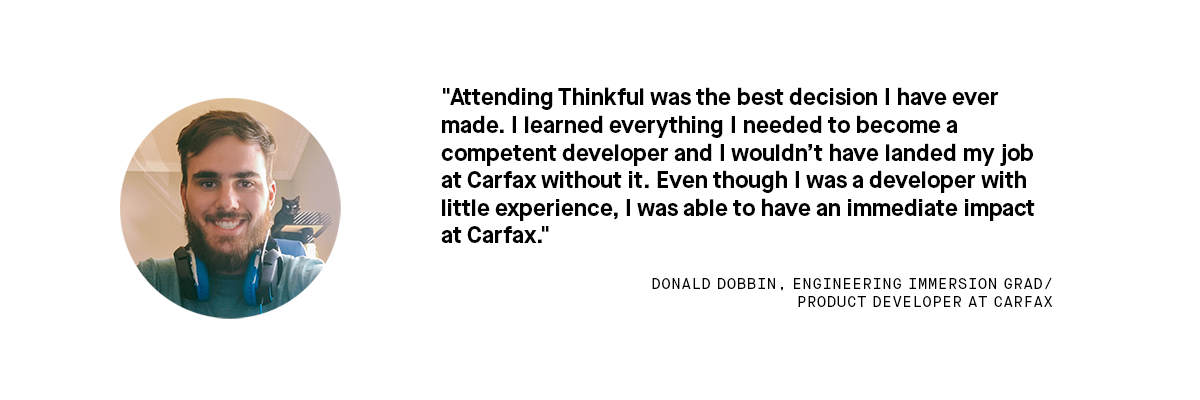 "Attending Thinkful was the best decision I have ever
made. I learned everything I needed to become a
competent developer and I wouldn’t have landed my job
at Carfax without it. Even though I was a developer with
little experience, I was able to have an immediate impact
at Carfax."
DONALD DOBBIN, ENGINEERING IMMERSION GRAD/
PRODUCT DEVELOPER AT CARFAX